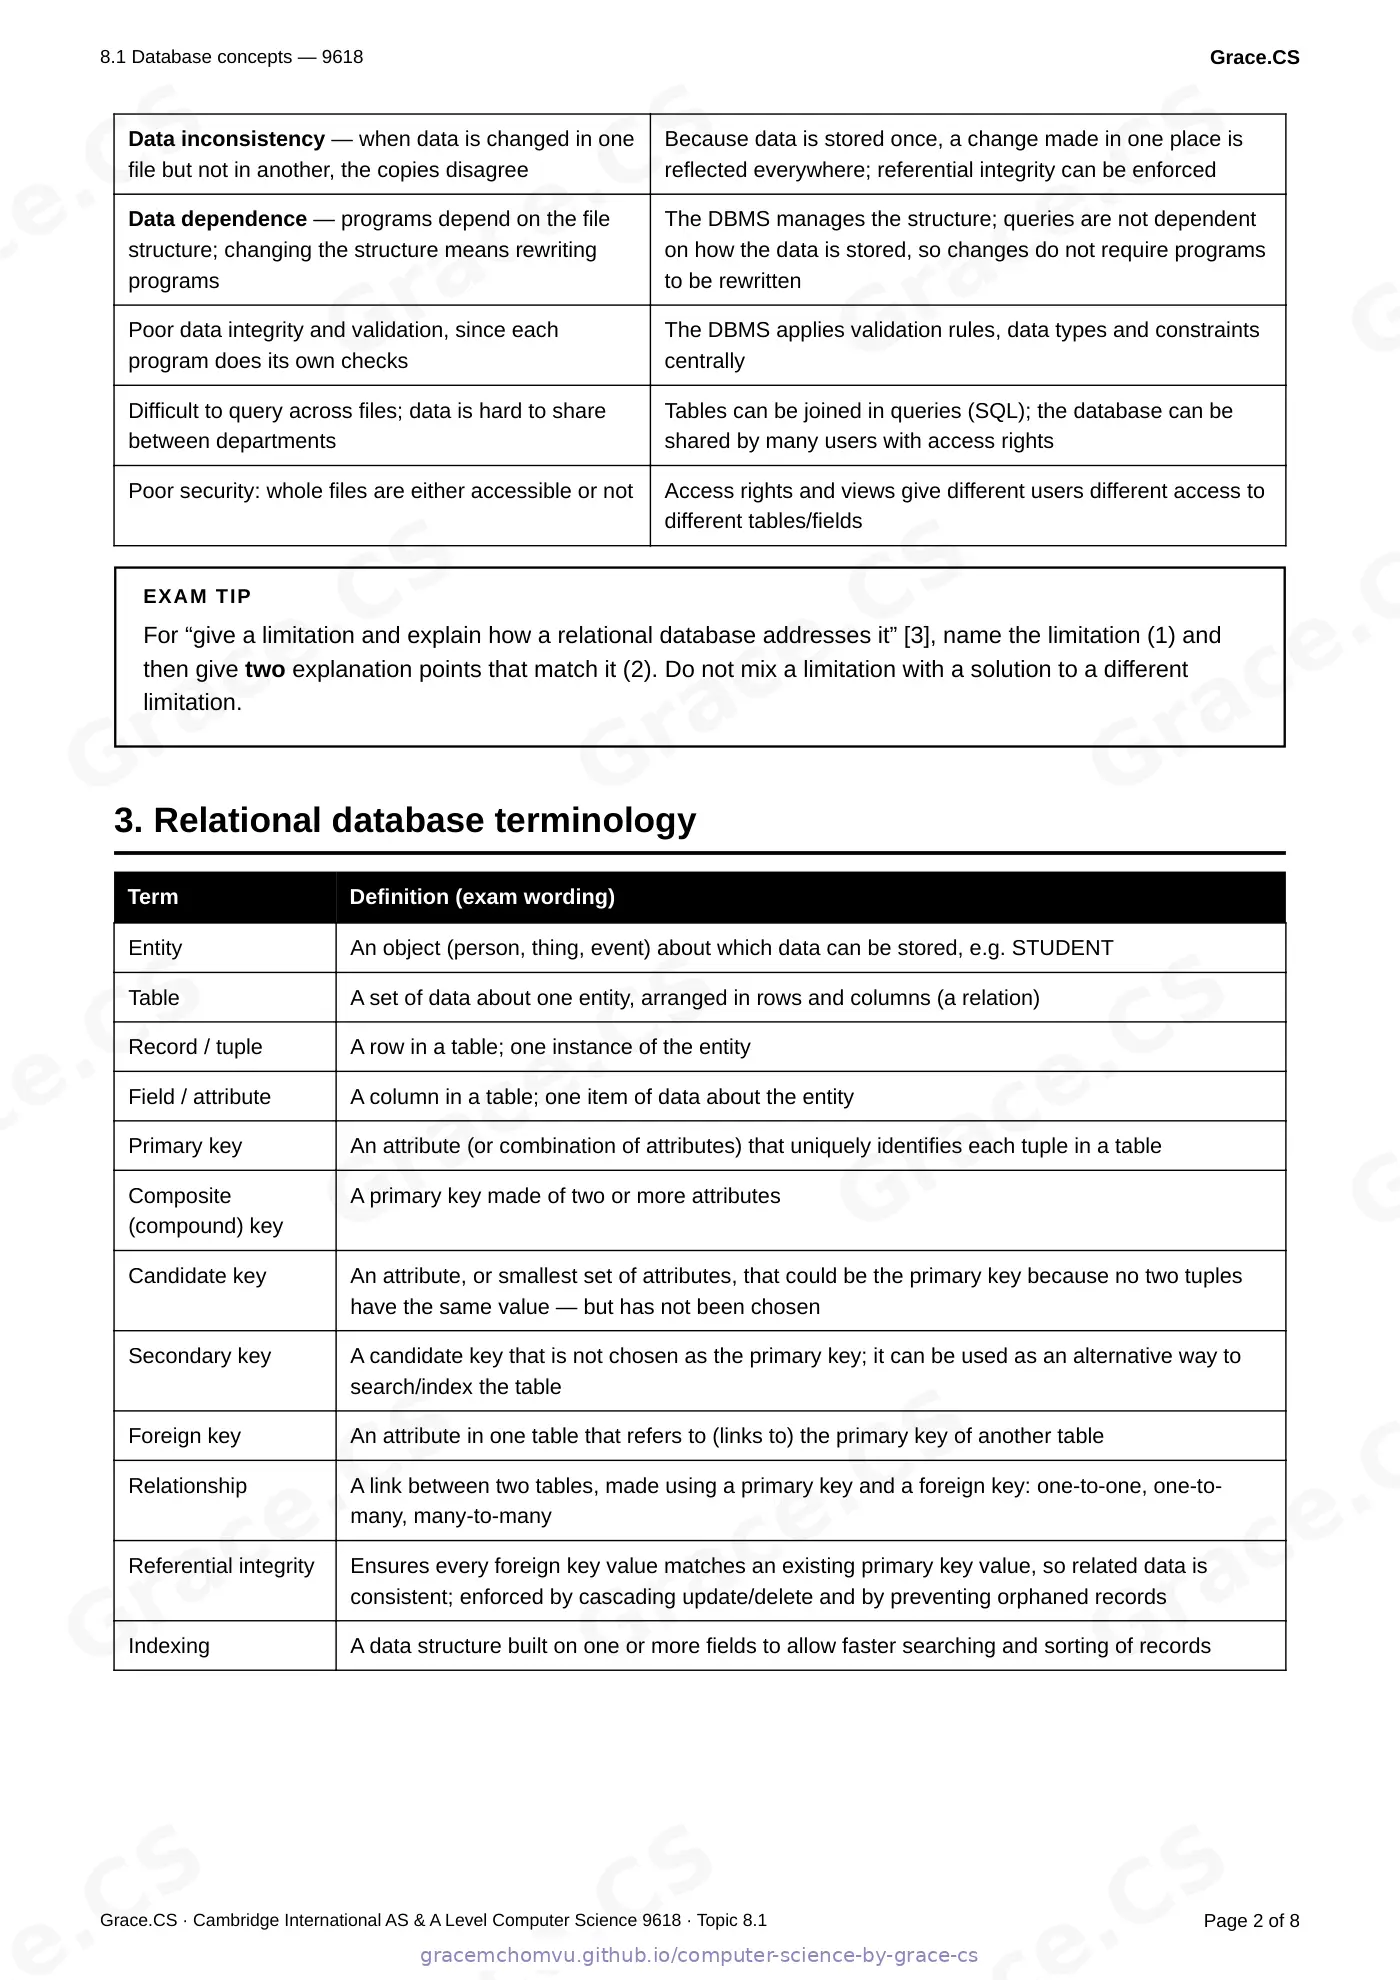 8.1 Database concepts — 9618
Grace.CS
Data inconsistency — when data is changed in one
file but not in another, the copies disagree
Because data is stored once, a change made in one place is
reflected everywhere; referential integrity can be enforced
Data dependence — programs depend on the file
structure; changing the structure means rewriting
programs
The DBMS manages the structure; queries are not dependent
on how the data is stored, so changes do not require programs
to be rewritten
Poor data integrity and validation, since each
program does its own checks
The DBMS applies validation rules, data types and constraints
centrally
Difficult to query across files; data is hard to share
between departments
Tables can be joined in queries (SQL); the database can be
shared by many users with access rights
Poor security: whole files are either accessible or not
Access rights and views give different users different access to
different tables/fields
EXAM TIP
For “give a limitation and explain how a relational database addresses it” [3], name the limitation (1) and
then give two explanation points that match it (2). Do not mix a limitation with a solution to a different
limitation.
3. Relational database terminology
Term
Definition (exam wording)
Entity
An object (person, thing, event) about which data can be stored, e.g. STUDENT
Table
A set of data about one entity, arranged in rows and columns (a relation)
Record / tuple
A row in a table; one instance of the entity
Field / attribute
A column in a table; one item of data about the entity
Primary key
An attribute (or combination of attributes) that uniquely identifies each tuple in a table
Composite
(compound) key
A primary key made of two or more attributes
Candidate key
An attribute, or smallest set of attributes, that could be the primary key because no two tuples
have the same value — but has not been chosen
Secondary key
A candidate key that is not chosen as the primary key; it can be used as an alternative way to
search/index the table
Foreign key
An attribute in one table that refers to (links to) the primary key of another table
Relationship
A link between two tables, made using a primary key and a foreign key: one-to-one, one-to-
many, many-to-many
Referential integrity
Ensures every foreign key value matches an existing primary key value, so related data is
consistent; enforced by cascading update/delete and by preventing orphaned records
Indexing
A data structure built on one or more fields to allow faster searching and sorting of records
Grace.CS · Cambridge International AS & A Level Computer Science 9618 · Topic 8.1
Page 2 of 8
gracemchomvu.github.io/computer-science-by-grace-cs